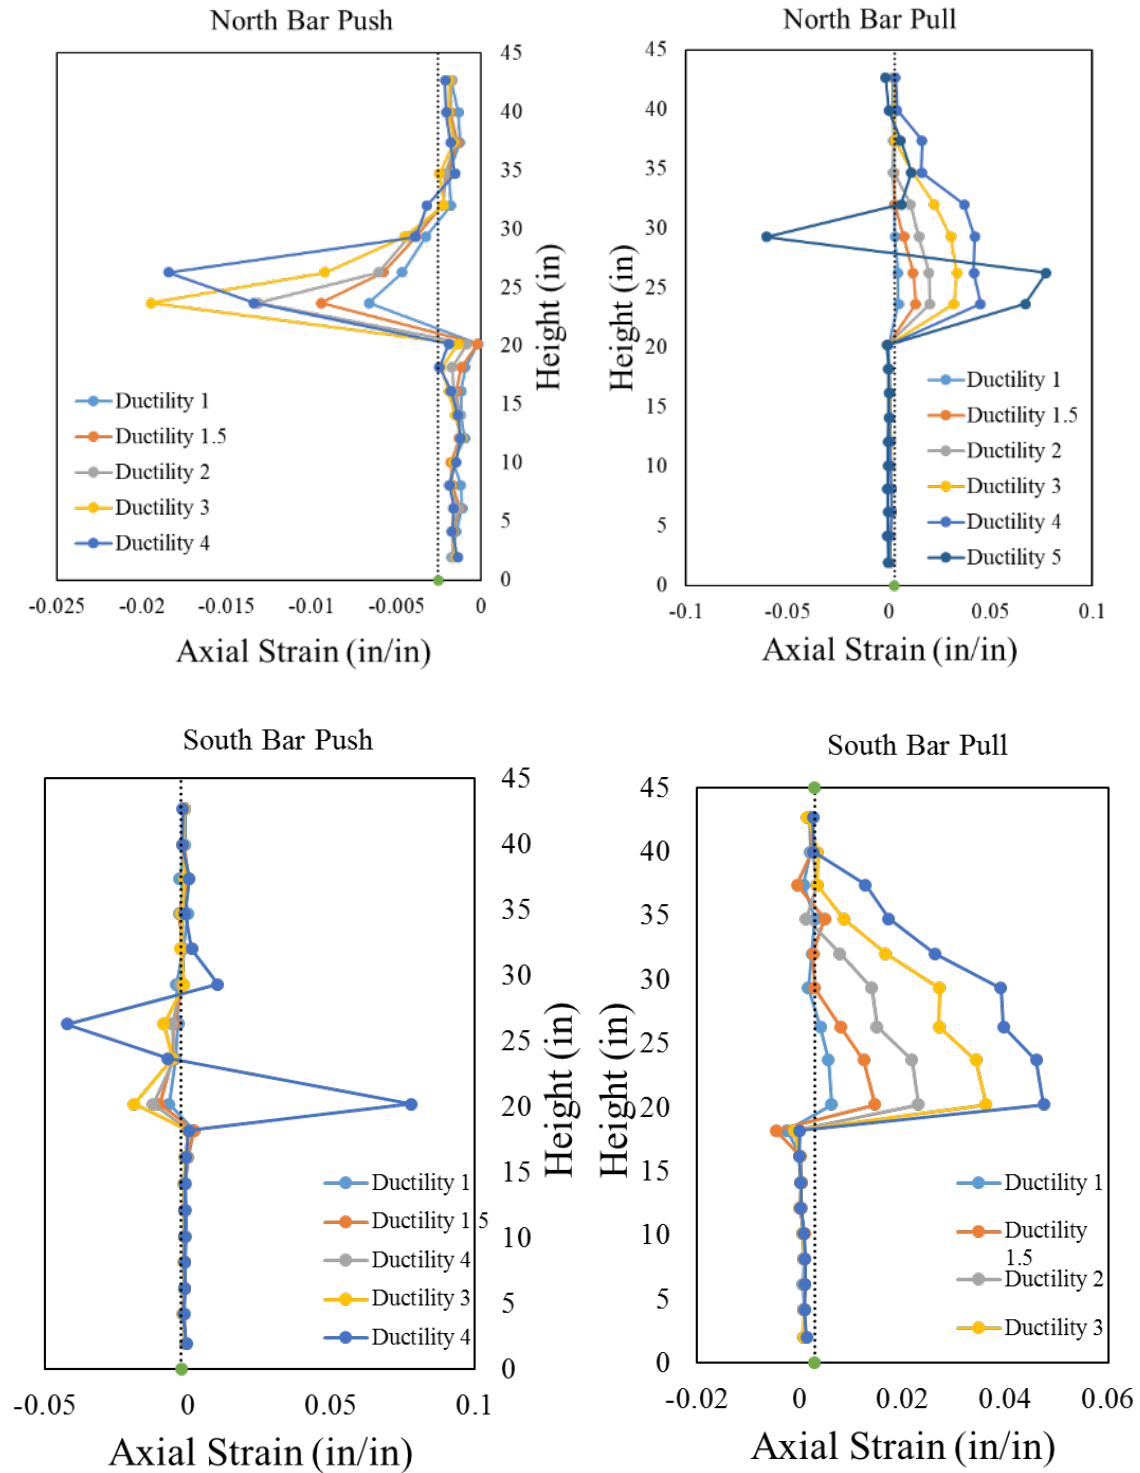 North Bar Push
North Bar Pull
45
40
35
30
25
20
15
10
5
0
Height (in)
Ductility 1
Ductility 1.5
Ductility 2
Ductility 3
Ductility 4
-0.025
-0.02
-0.015
-0.01
-0.005
0
Axial Strain (in/in)
45
40
35
30
25
20
15
10
5
0
Height (in)
Ductility 1
Ductility 1.5
Ductility 2
Ductility 3
Ductility 4
Ductility 5
-0.1
-0.05
0
0.05
0.1
Axial Strain (in/in)
South Bar Push
45
40
35
30
25
20
15
10
5
0
Height (in)
Ductility 1
Ductility 1.5
Ductility 4
Ductility 3
Ductility 4
-0.05
0
0.05
0.1
Axial Strain (in/in)
South Bar Pull
45
40
35
30
25
20
15
10
5
0
Height (in)
Ductility 1
Ductility
1.5
Ductility 2
Ductility 3
-0.02
0
0.02
0.04
0.06
Axial Strain (in/in)